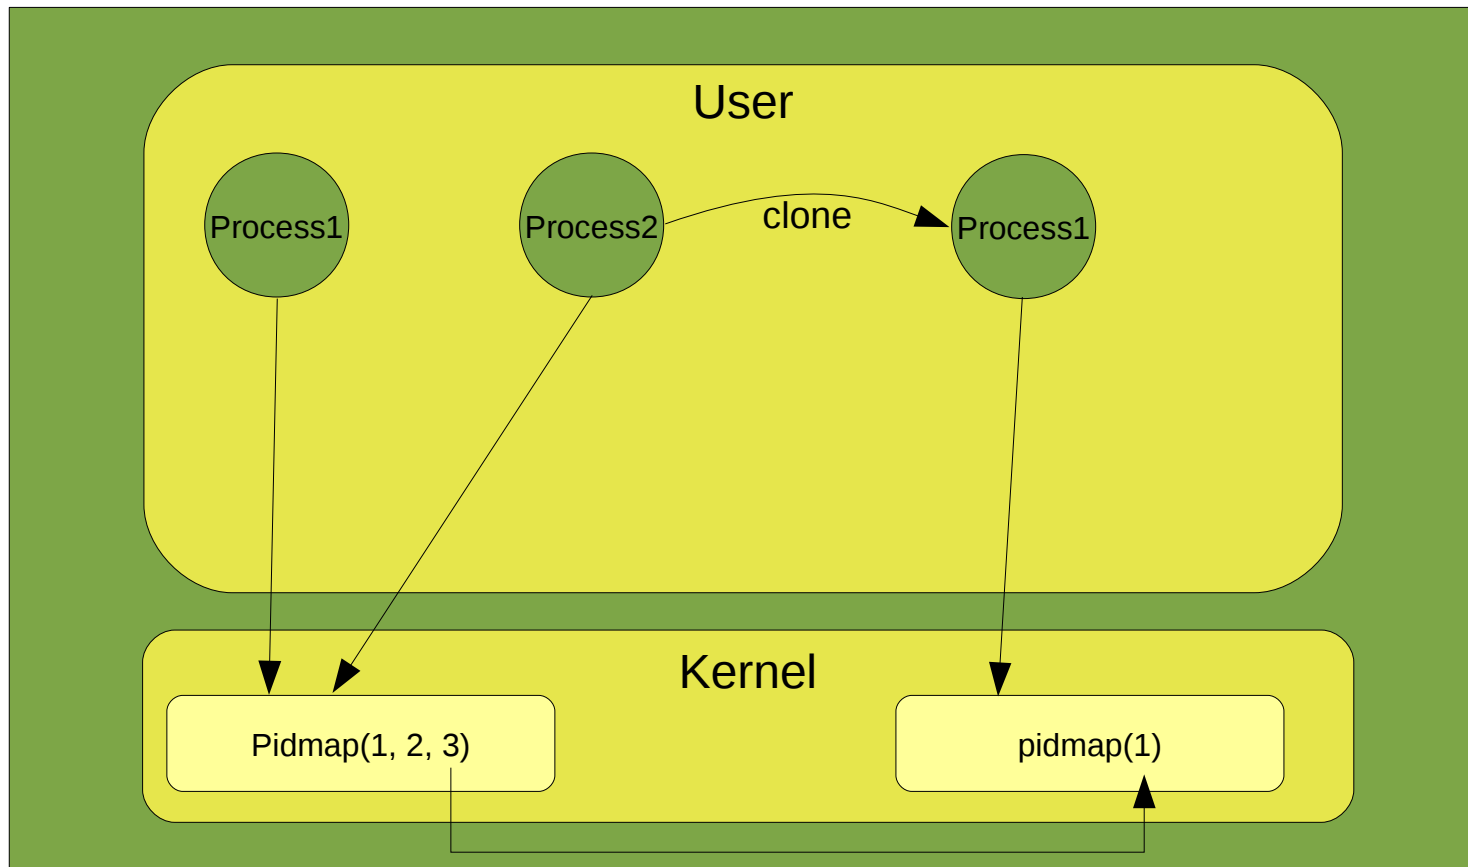 User
Process1
Process2
clone
Process1
Kernel
Pidmap(1, 2, 3)
pidmap(1)